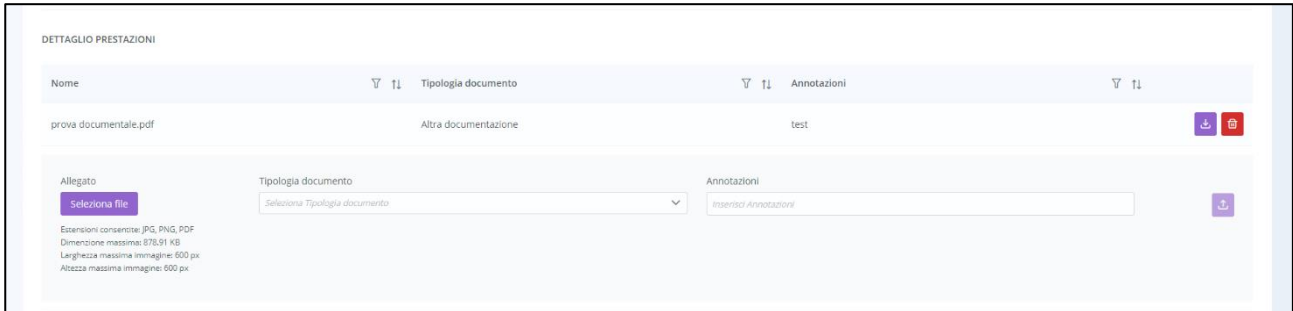 DETTAGLIO PRESTAZIONI
Nome Tipologia documento Annotazioni
prova documentale.pdf Altra documentazione test
Allegato Tipologia documento Annotazioni
Seleziona file Seleziona Tipologia documento Inserisci Annotazioni
Estensioni consentite: JPG, PNG, PDF
Dimenzione massima: 878,91 KB
Larghezza massima immagine: 600 px
Altezza massima immagine: 600 px